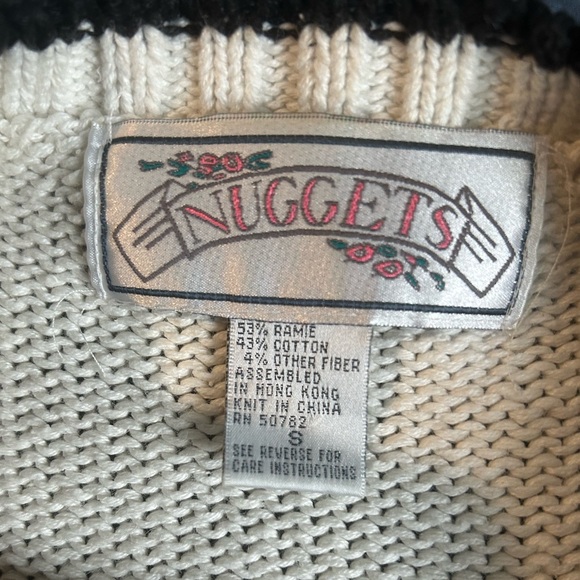 NUGGETS
53% RAMIE
43% COTTON
4% OTHER FIBER
ASSEMBLED
IN HONG KONG
KNIT IN CHINA
RN 50782
S
SEE REVERSE FOR
CARE INSTRUCTIONS